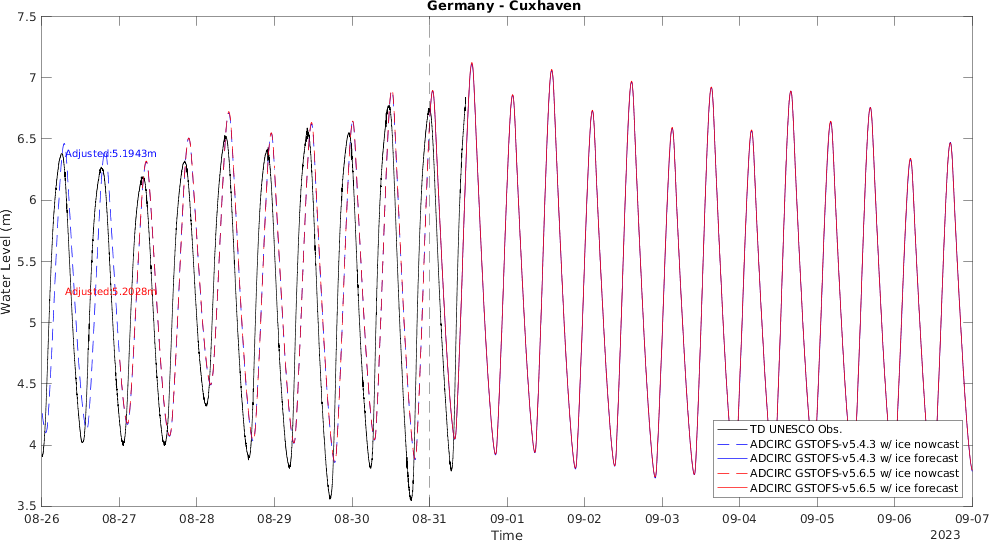 Germany - Cuxhaven
7.5
7
6.5
6
5.5
5
4.5
4
3.5
Water Level (m)
Adjusted:5.1943m
Adjusted:5.2028m
TD UNESCO Obs.
ADCIRC GSTOFS-v5.4.3 w/ ice nowcast
ADCIRC GSTOFS-v5.4.3 w/ ice forecast
ADCIRC GSTOFS-v5.6.5 w/ ice nowcast
ADCIRC GSTOFS-v5.6.5 w/ ice forecast
08-26 08-27 08-28 08-29 08-30 08-31 09-01 09-02 09-03 09-04 09-05 09-06 09-07
Time
2023